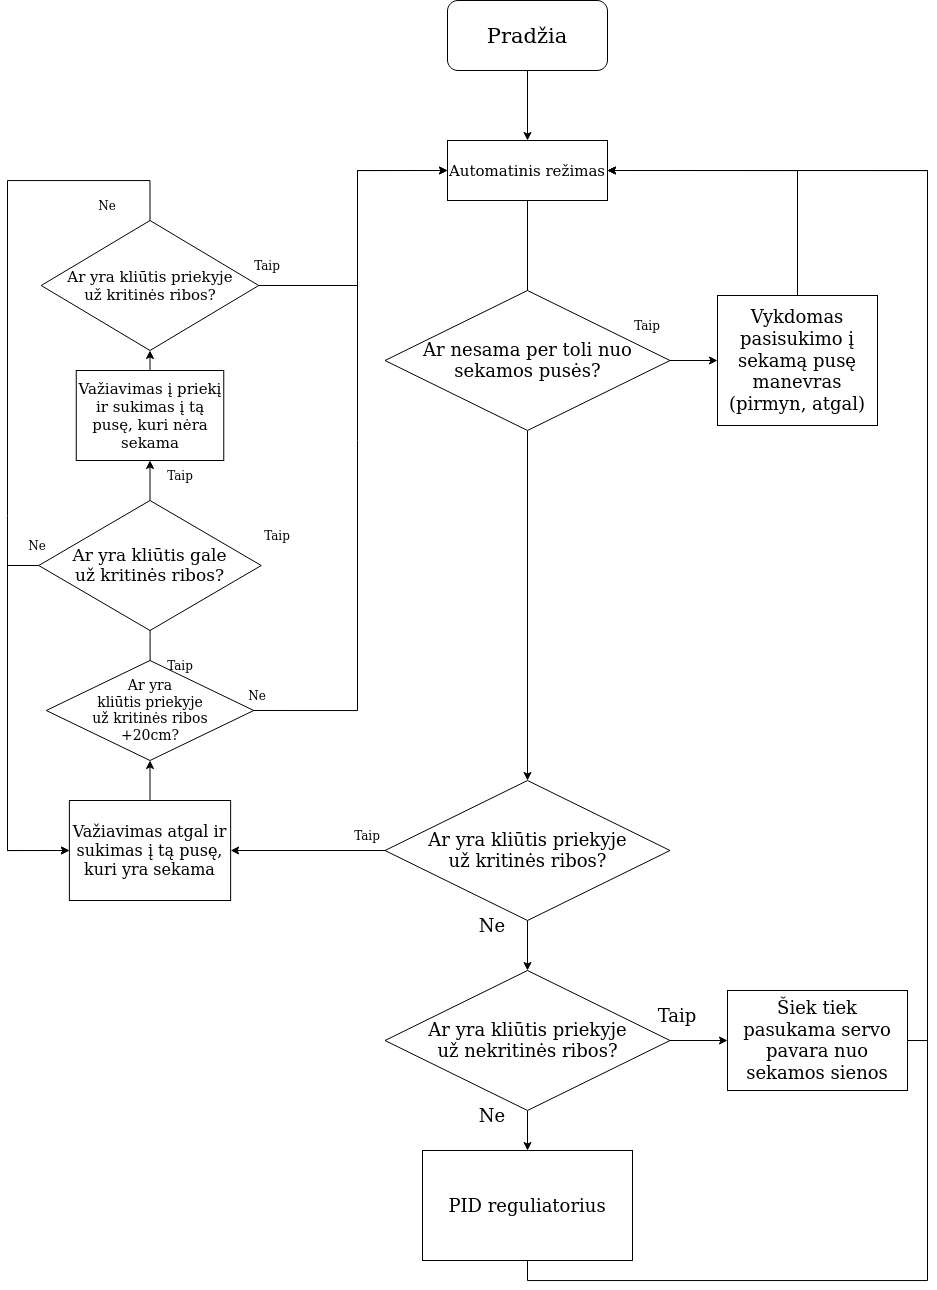 Pradžia
Automatinis režimas
Ne
Ar yra kliūtis priekyje
už kritinės ribos?
Taip
Ar nesama per toli nuo
sekamos pusės?
Taip
Vykdomas
pasisukimo į
sekamą pusę
manevras
(pirmyn, atgal)
Važiavimas į priekį
ir sukimas į tą
pusę, kuri nėra
sekama
Taip
Ne
Ar yra kliūtis gale
už kritinės ribos?
Taip
Taip
Ar yra
kliūtis priekyje
už kritinės ribos
+20cm?
Ne
Važiavimas atgal ir
sukimas į tą pusę,
kuri yra sekama
Taip
Ar yra kliūtis priekyje
už kritinės ribos?
Ne
Ar yra kliūtis priekyje
už nekritinės ribos?
Taip
Šiek tiek
pasukama servo
pavara nuo
sekamos sienos
Ne
PID reguliatorius